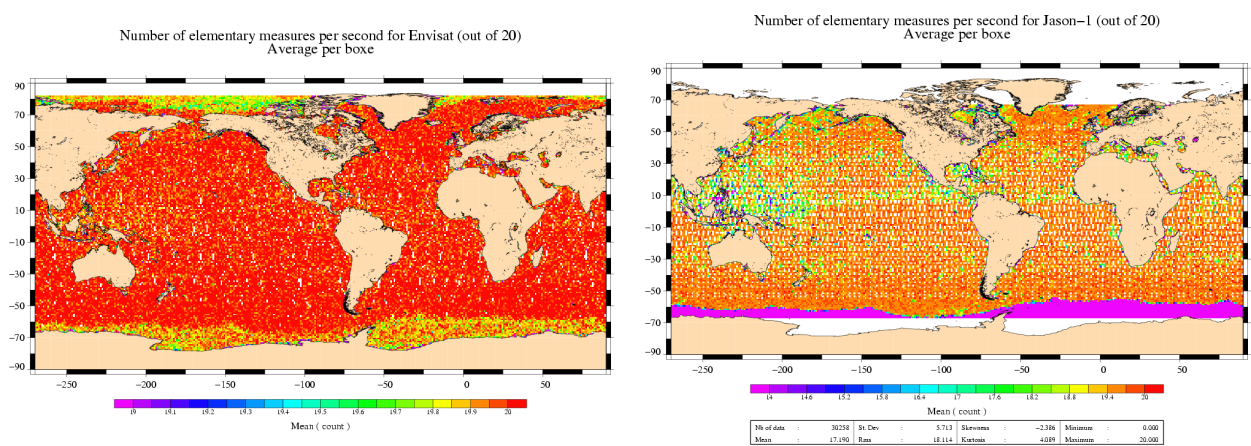 Number of elementary measures per second for Envisat (out of 20)
Average per boxe
90
70
50
30
10
−10
−30
−50
−70
−90
−250 −200 −150 −100 −50 0 50
19 19.1 19.2 19.3 19.4 19.5 19.6 19.7 19.8 19.9 20
Mean ( count )
Number of elementary measures per second for Jason−1 (out of 20)
Average per boxe
90
70
50
30
10
−10
−30
−50
−70
−90
−250 −200 −150 −100 −50 0 50
14 14.6 15.2 15.8 16.4 17 17.6 18.2 18.8 19.4 20
Mean ( count )
Nb of data : 30258 St. Dev : 5.713 Skewness : −2.386 Minimum : 0.000
Mean : 17.190 Rms : 18.114 Kurtosis : 4.089 Maximum : 20.000